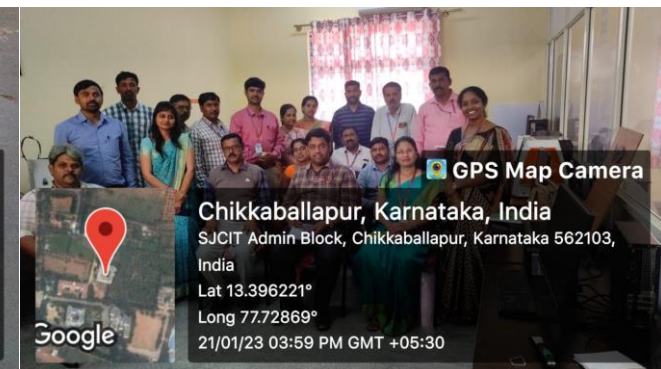 GPS Map Camera
Chikkaballapur, Karnataka, India
SJCIT Admin Block, Chikkaballapur, Karnataka 562103,
India
Lat 13.396221°
Long 77.72869°
21/01/23 03:59 PM GMT +05:30
Google